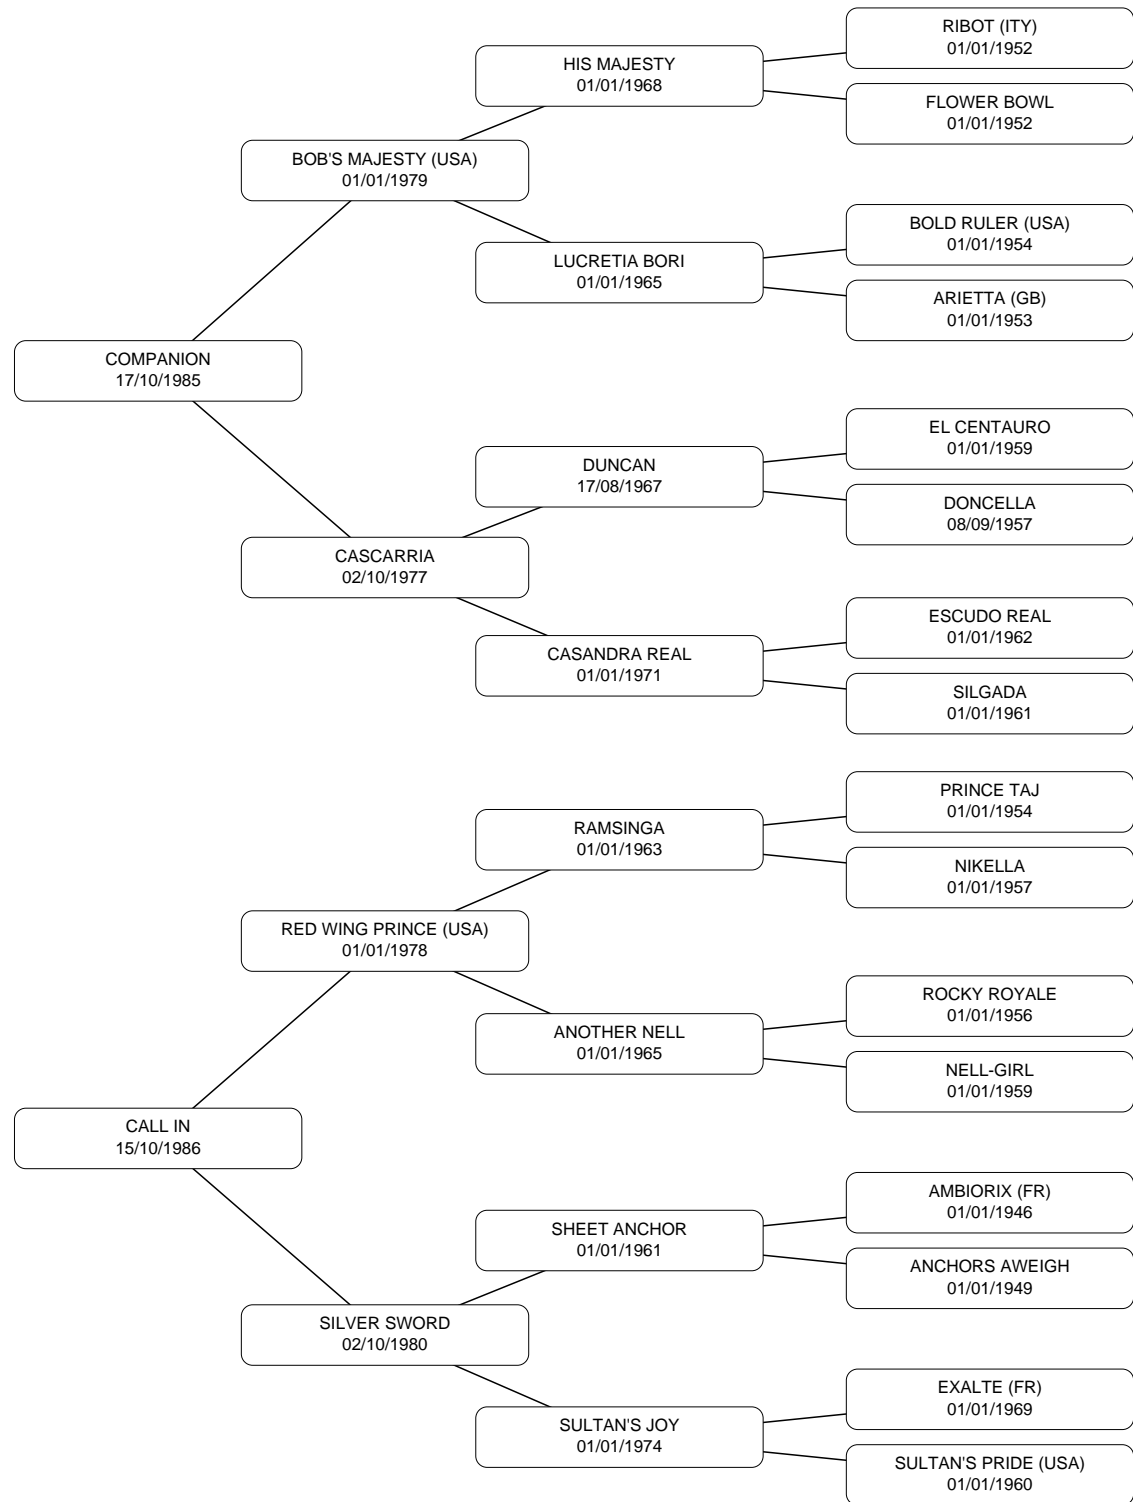 RIBOT (ITY)
01/01/1952
HIS MAJESTY
01/01/1968
FLOWER BOWL
01/01/1952
BOB'S MAJESTY (USA)
01/01/1979
BOLD RULER (USA)
01/01/1954
LUCRETIA BORI
01/01/1965
ARIETTA (GB)
01/01/1953
COMPANION
17/10/1985
EL CENTAURO
01/01/1959
DUNCAN
17/08/1967
DONCELLA
08/09/1957
CASCARRIA
02/10/1977
ESCUDO REAL
01/01/1962
CASANDRA REAL
01/01/1971
SILGADA
01/01/1961
PRINCE TAJ
01/01/1954
RAMSINGA
01/01/1963
NIKELLA
01/01/1957
RED WING PRINCE (USA)
01/01/1978
ROCKY ROYALE
01/01/1956
ANOTHER NELL
01/01/1965
NELL-GIRL
01/01/1959
CALL IN
15/10/1986
AMBIORIX (FR)
01/01/1946
SHEET ANCHOR
01/01/1961
ANCHORS AWEIGH
01/01/1949
SILVER SWORD
02/10/1980
EXALTE (FR)
01/01/1969
SULTAN'S JOY
01/01/1974
SULTAN'S PRIDE (USA)
01/01/1960